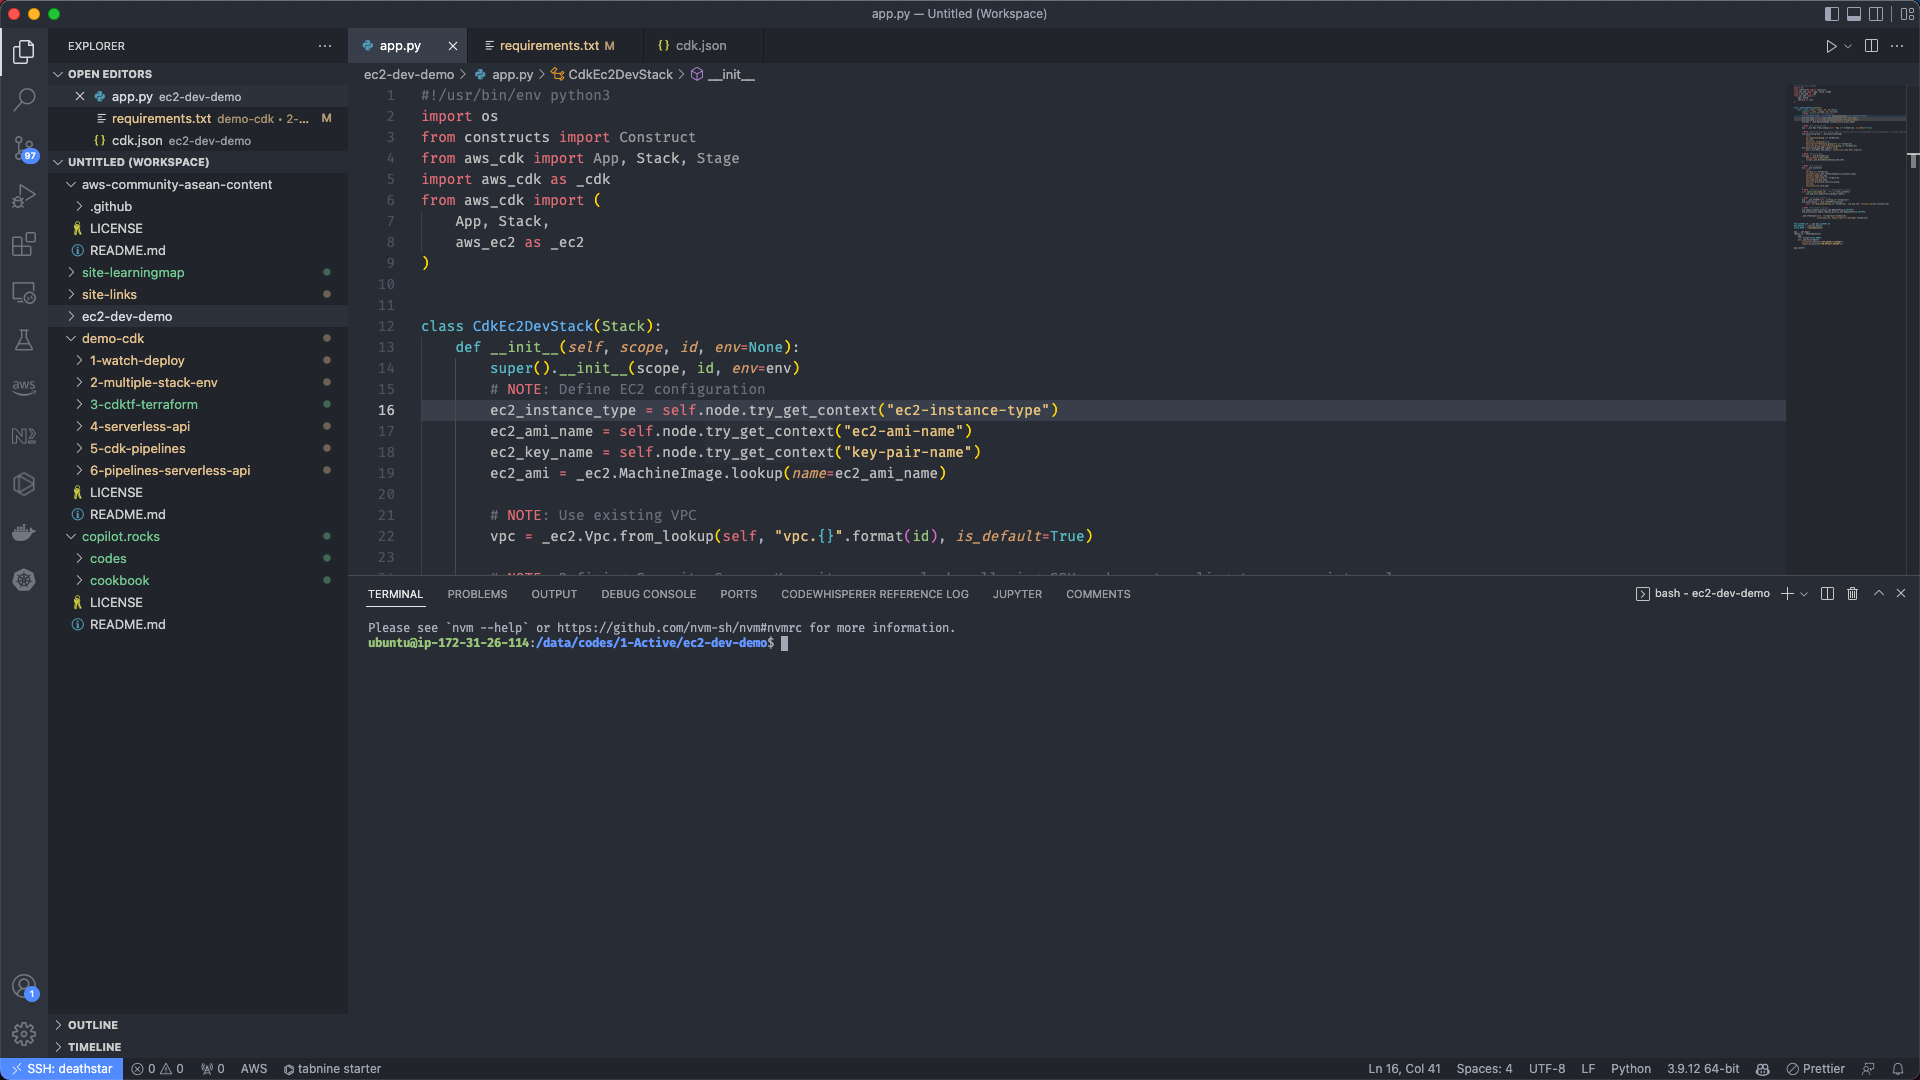 app.py — Untitled (Workspace)
EXPLORER
OPEN EDITORS
app.py ec2-dev-demo
requirements.txt demo-cdk • 2-... M
cdk.json ec2-dev-demo
UNTITLED (WORKSPACE)
aws-community-asean-content
.github
LICENSE
README.md
site-learningmap
site-links
ec2-dev-demo
demo-cdk
1-watch-deploy
2-multiple-stack-env
3-cdktf-terraform
4-serverless-api
5-cdk-pipelines
6-pipelines-serverless-api
LICENSE
README.md
copilot.rocks
codes
cookbook
LICENSE
README.md
OUTLINE
TIMELINE
97
aws
1
app.py
requirements.txt M
cdk.json
ec2-dev-demo > app.py > CdkEc2DevStack > __init__
1 #!/usr/bin/env python3
2 import os
3 from constructs import Construct
4 from aws_cdk import App, Stack, Stage
5 import aws_cdk as _cdk
6 from aws_cdk import (
7 App, Stack,
8 aws_ec2 as _ec2
9 )
10
11
12 class CdkEc2DevStack(Stack):
13 def __init__(self, scope, id, env=None):
14 super().__init__(scope, id, env=env)
15 # NOTE: Define EC2 configuration
16 ec2_instance_type = self.node.try_get_context("ec2-instance-type")
17 ec2_ami_name = self.node.try_get_context("ec2-ami-name")
18 ec2_key_name = self.node.try_get_context("key-pair-name")
19 ec2_ami = _ec2.MachineImage.lookup(name=ec2_ami_name)
20
21 # NOTE: Use existing VPC
22 vpc = _ec2.Vpc.from_lookup(self, "vpc.{}".format(id), is_default=True)
23
TERMINAL PROBLEMS OUTPUT DEBUG CONSOLE PORTS CODEWHISPERER REFERENCE LOG JUPYTER COMMENTS
bash - ec2-dev-demo
Please see `nvm --help` or https://github.com/nvm-sh/nvm#nvmrc for more information.
ubuntu@ip-172-31-26-114:/data/codes/1-Active/ec2-dev-demo$
SSH: deathstar 0 0 0 AWS tabnine starter
Ln 16, Col 41 Spaces: 4 UTF-8 LF Python 3.9.12 64-bit Prettier